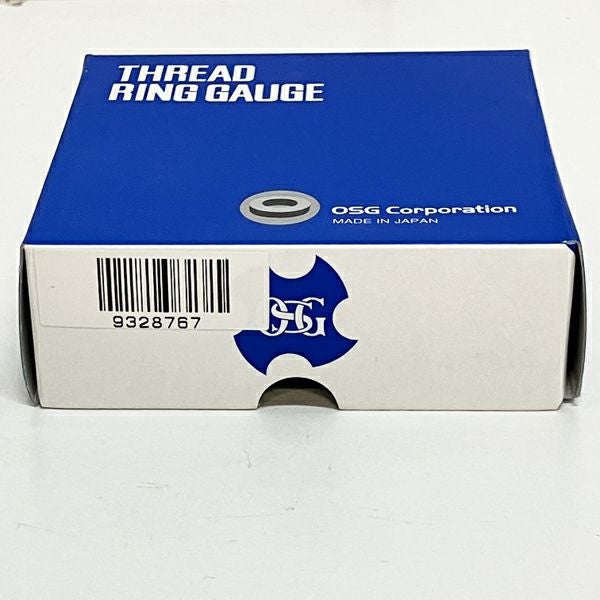 THREAD
RING GAUGE
OSG Corporation
MADE IN JAPAN
OSG
9328767